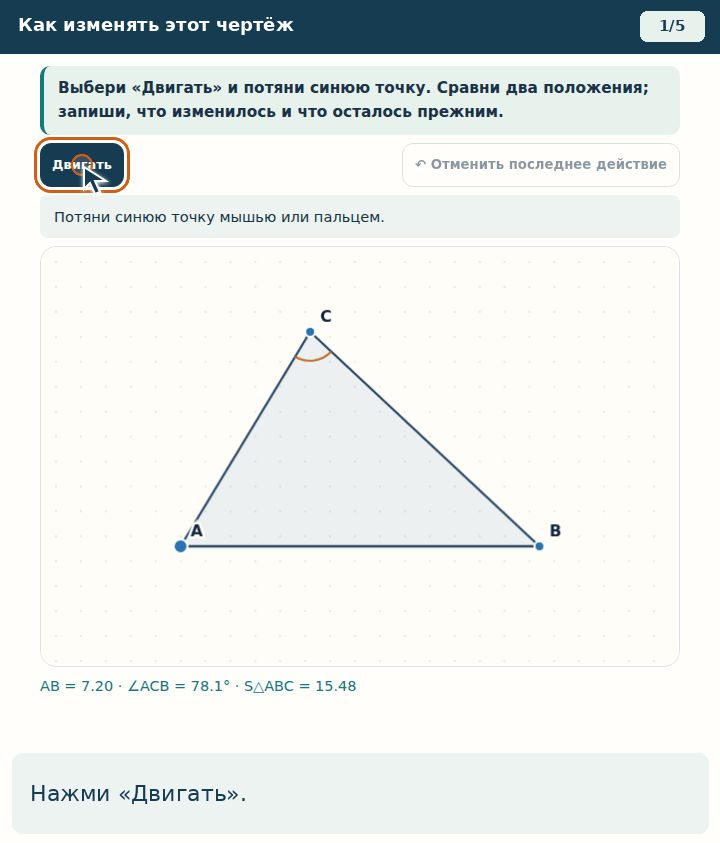 Как изменять этот чертёж
1/5
Выбери «Двигать» и потяни синюю точку. Сравни два положения;
запиши, что изменилось и что осталось прежним.
Двигать
↶ Отменить последнее действие
Потяни синюю точку мышью или пальцем.
C
A
B
AB = 7.20 · ∠ACB = 78.1° · S△ABC = 15.48
Нажми «Двигать».